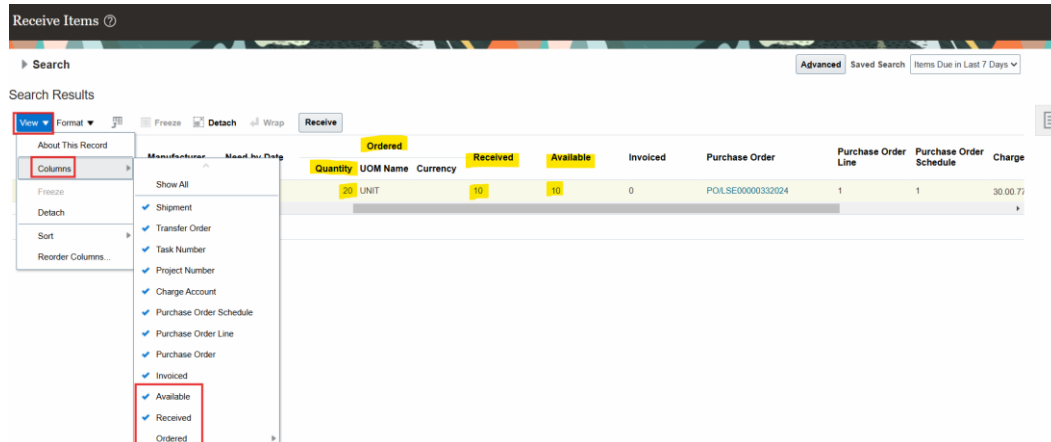 Receive Items
Search
Advanced Saved Search Items Due in Last 7 Days
Search Results
View Format Freeze Detach Wrap Receive
About This Record
Columns
Freeze
Detach
Sort
Reorder Columns...
Show All
Shipment
Transfer Order
Task Number
Project Number
Charge Account
Purchase Order Schedule
Purchase Order Line
Purchase Order
Invoiced
Available
Received
Ordered
Manufacturer Need by Date Ordered Received Available Invoiced Purchase Order Purchase Order Line Purchase Order Schedule Charge
Quantity UOM Name Currency
20 UNIT 10 10 0 PO/LSE00000332024 1 1 30.00.77